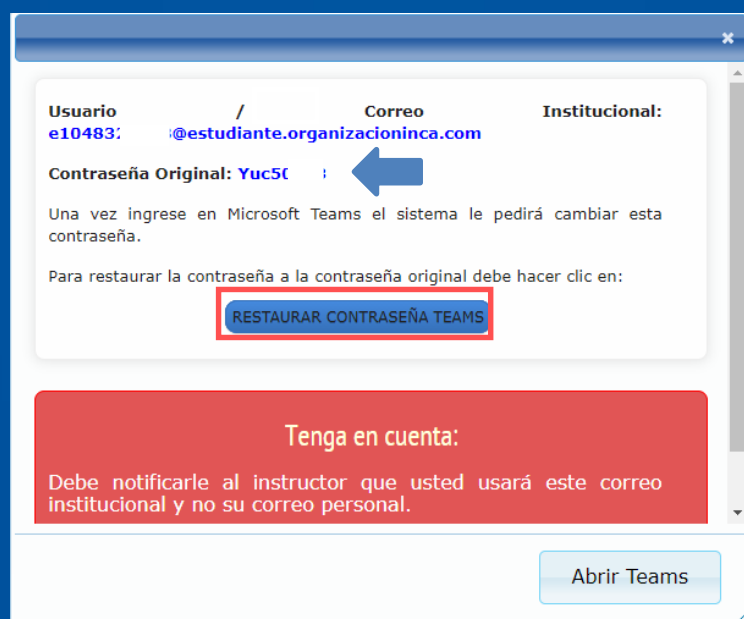 Usuario / Correo Institucional:
e104832 @estudiante.organizacioninca.com
Contraseña Original: Yuc50
Una vez ingrese en Microsoft Teams el sistema le pedirá cambiar esta
contraseña.
Para restaurar la contraseña a la contraseña original debe hacer clic en:
RESTAURAR CONTRASEÑA TEAMS
Tenga en cuenta:
Debe notificarle al instructor que usted usará este correo
institucional y no su correo personal.
Abrir Teams